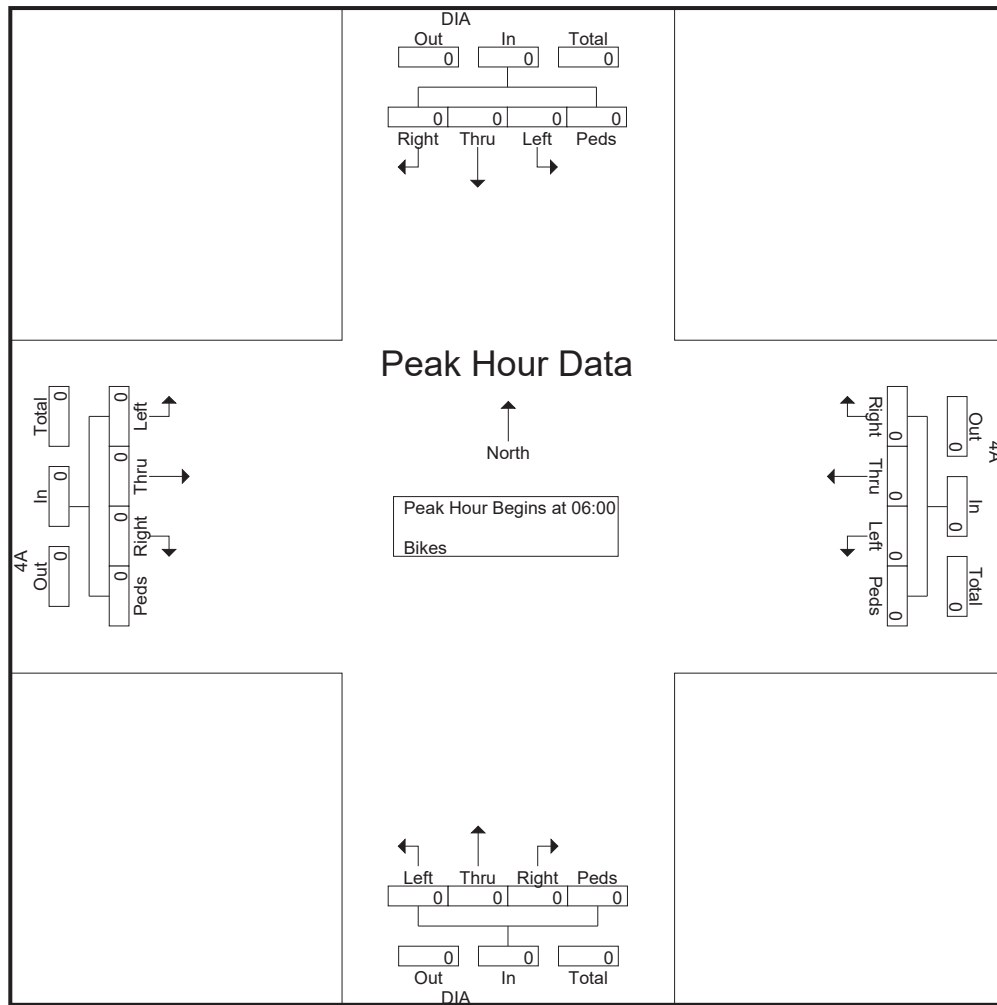 DIA
Out In Total
0 0 0
0 0 0 0
Right Thru Left Peds
Peak Hour Data
North
Peak Hour Begins at 06:00
Bikes
4A
Total In Out
0 0 0
0 0 0 0
Left Thru Right Peds
4A
Out In Total
0 0 0
0 0 0 0
Right Thru Left Peds
Left Thru Right Peds
0 0 0 0
0 0 0
Out In Total
DIA